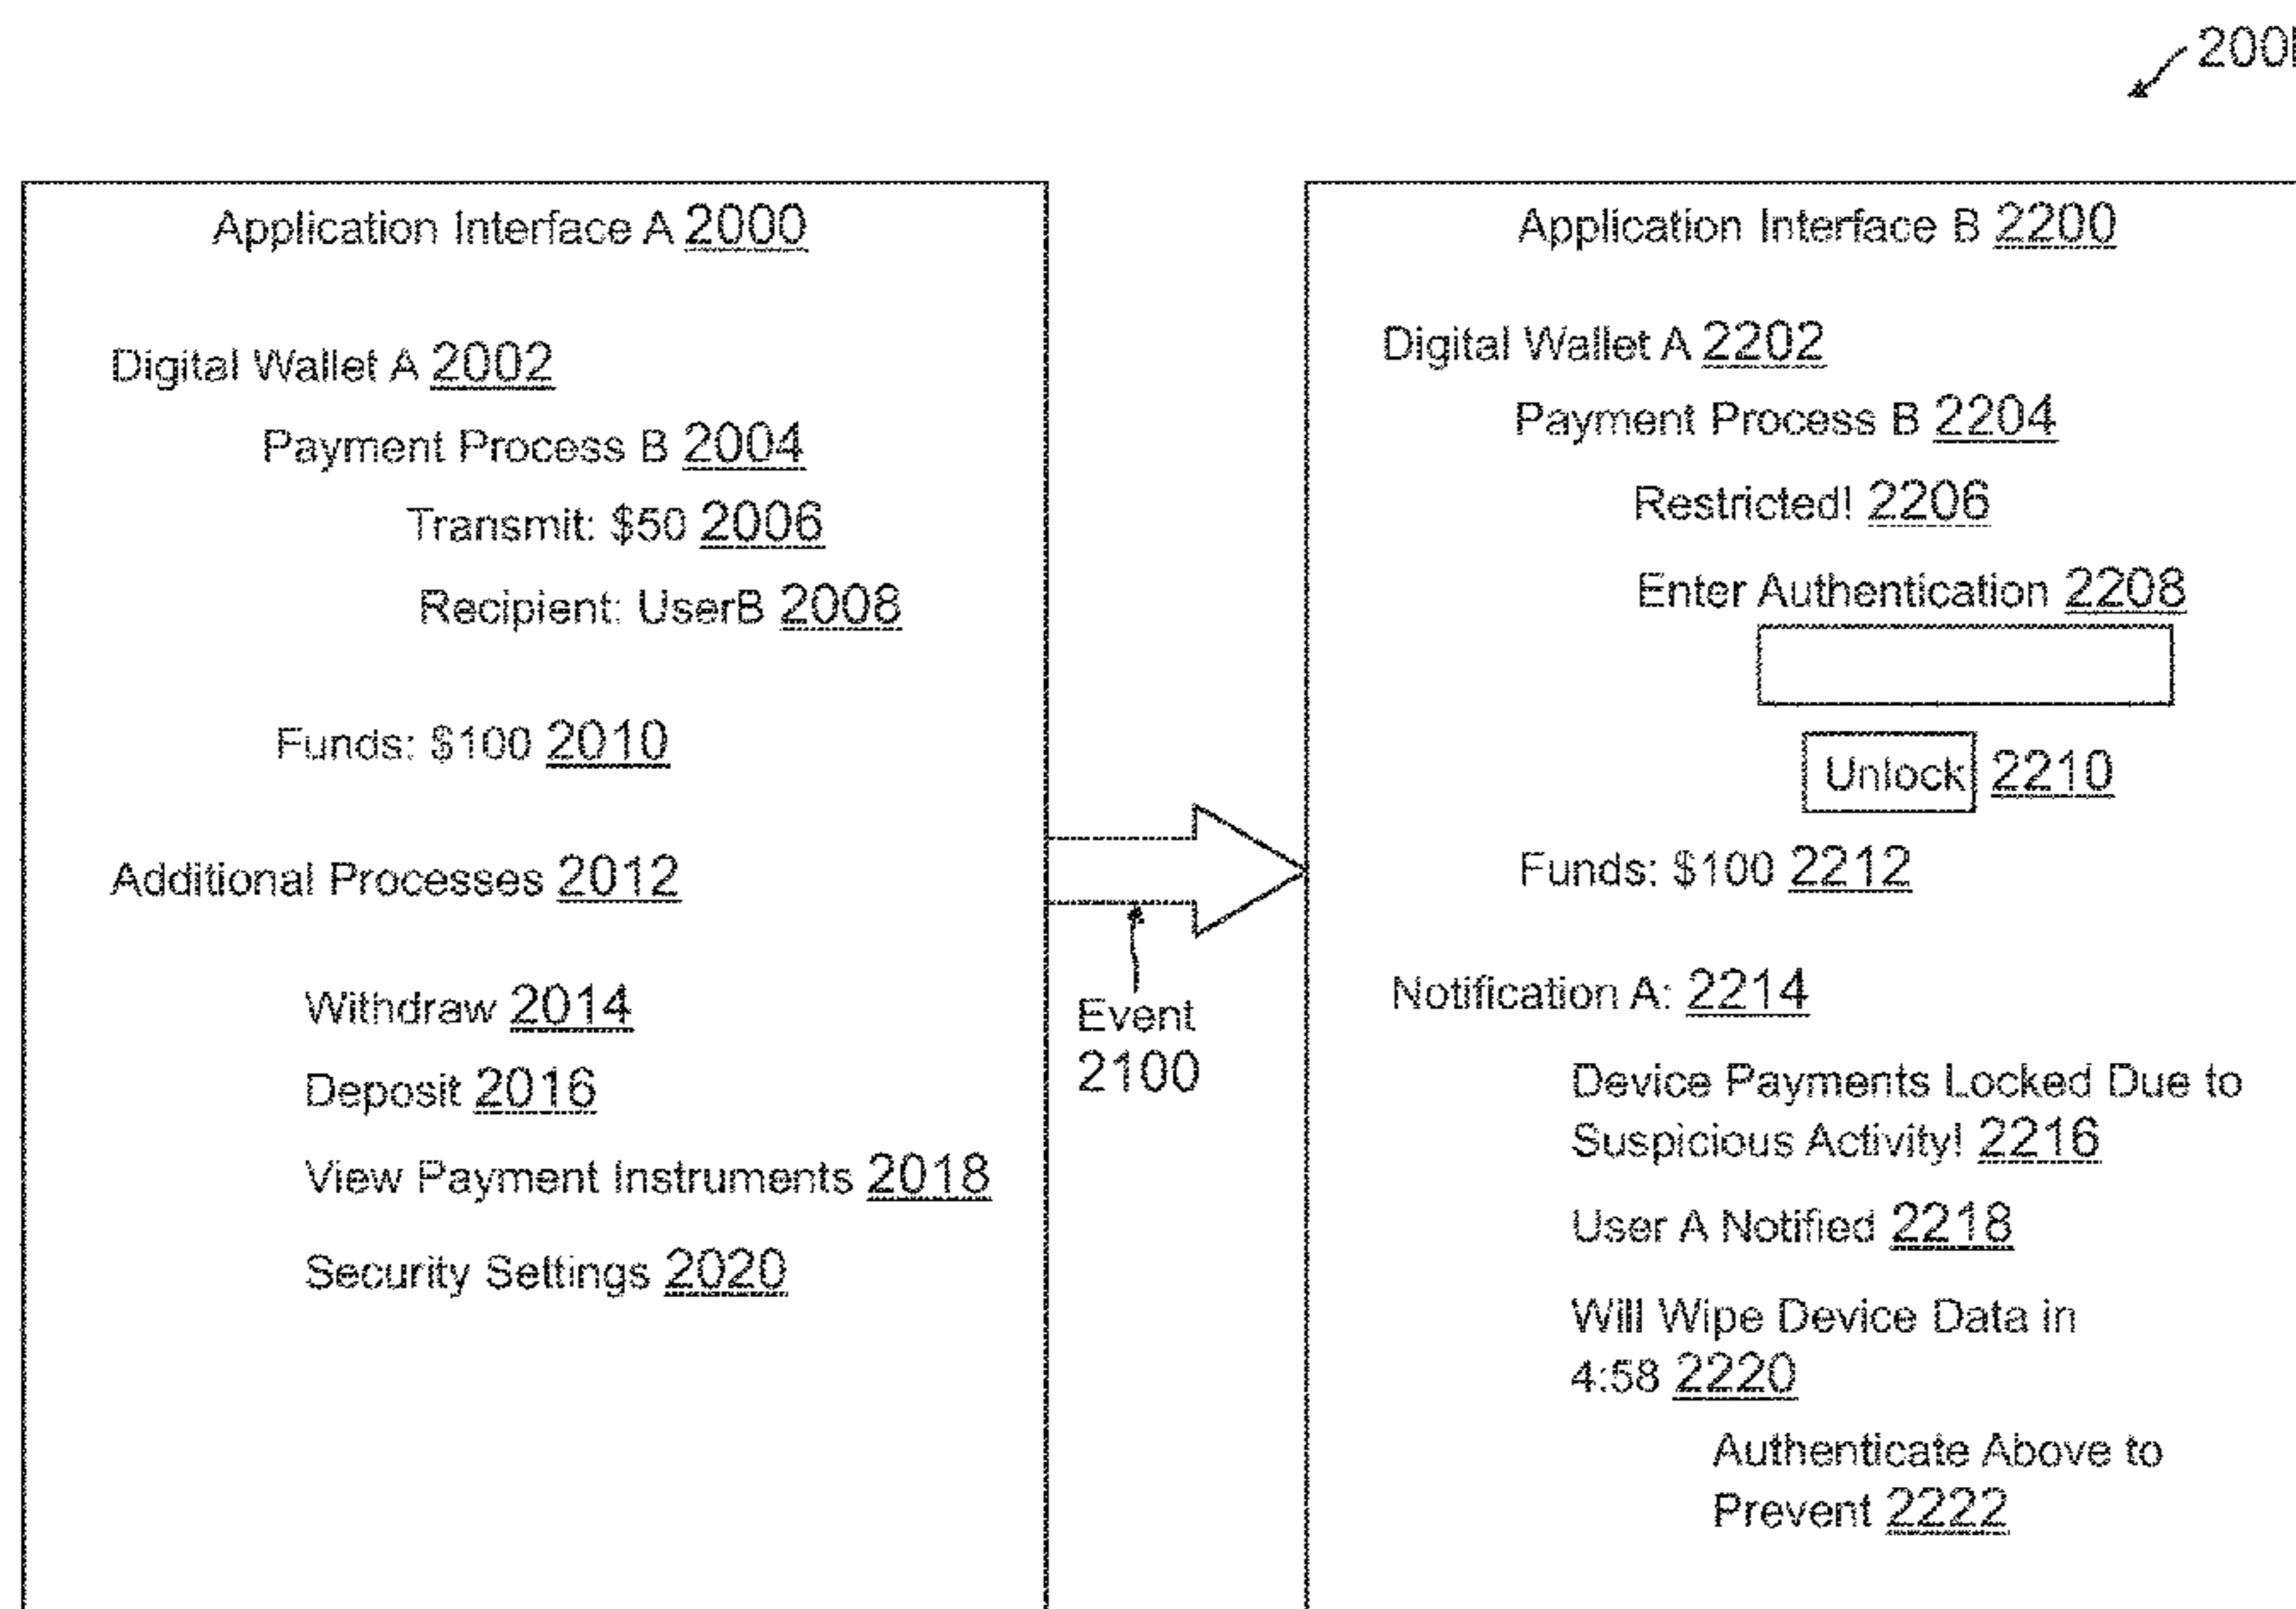 200
Application Interface A 2000
Digital Wallet A 2002
Payment Process B 2004
Transmit: $50 2006
Recipient: UserB 2008
Funds: $100 2010
Additional Processes 2012
Withdraw 2014
Deposit 2016
View Payment Instruments 2018
Security Settings 2020
Event
2100
Application Interface B 2200
Digital Wallet A 2202
Payment Process B 2204
Restricted! 2206
Enter Authentication 2208
Unlock 2210
Funds: $100 2212
Notification A: 2214
Device Payments Locked Due to
Suspicious Activity! 2216
User A Notified 2218
Will Wipe Device Data in
4:58 2220
Authenticate Above to
Prevent 2222